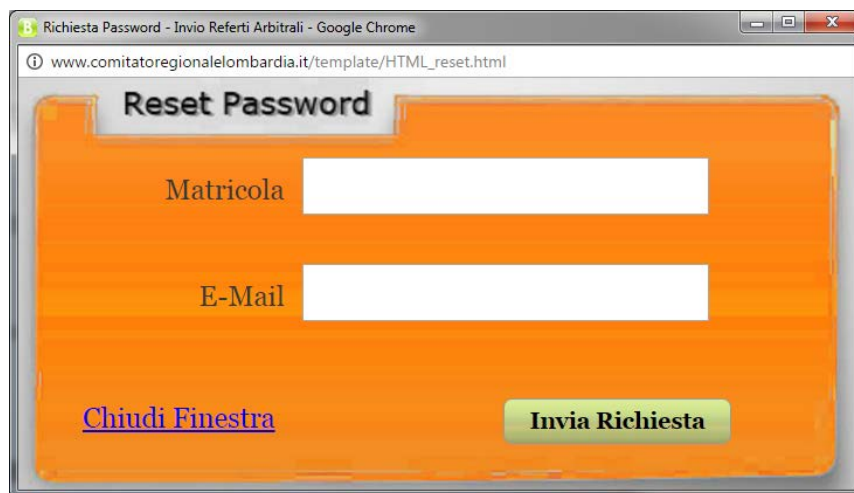 Richiesta Password - Invio Referti Arbitrali - Google Chrome
www.comitatoregionalelombardia.it/template/HTML_reset.html
Reset Password
Matricola
E-Mail
Chiudi Finestra
Invia Richiesta